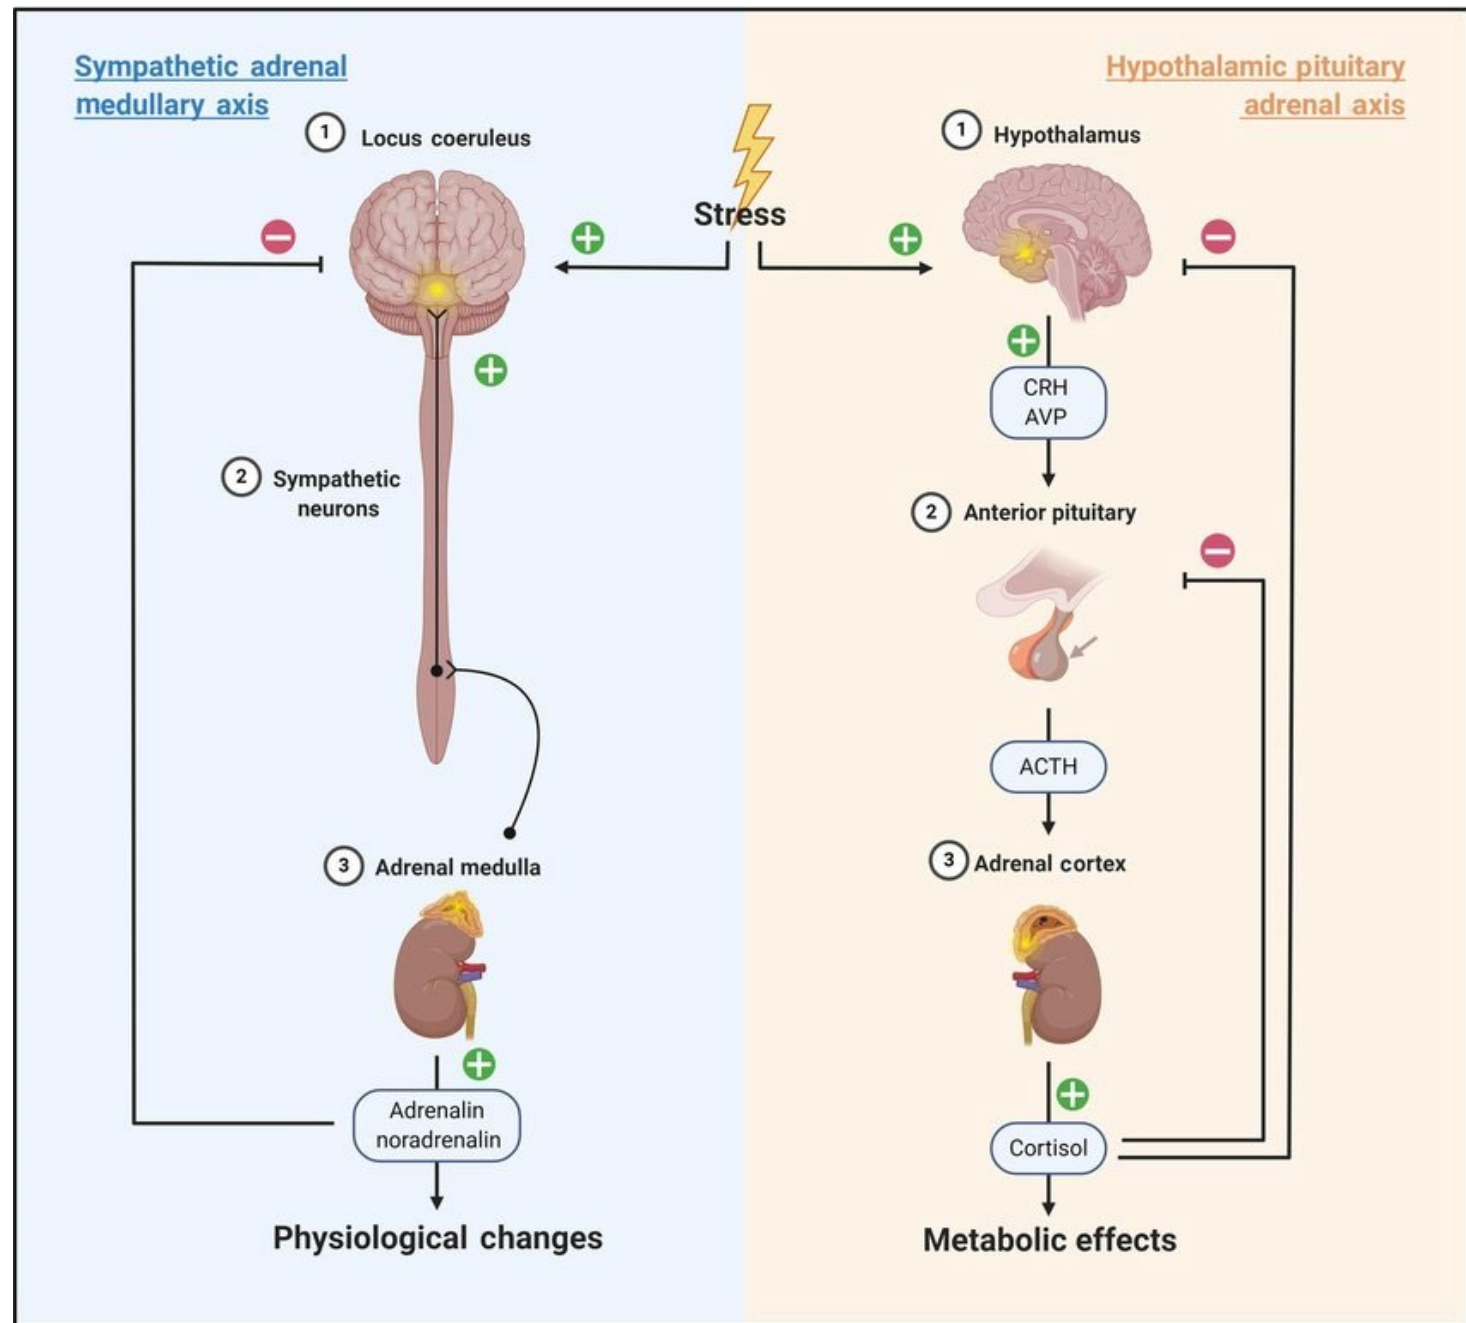 Sympathetic adrenal
medullary axis
1 Locus coeruleus
Stress
2 Sympathetic
neurons
3 Adrenal medulla
Adrenalin
noradrenalin
Physiological changes
Hypothalamic pituitary
adrenal axis
1 Hypothalamus
CRH
AVP
2 Anterior pituitary
ACTH
3 Adrenal cortex
Cortisol
Metabolic effects